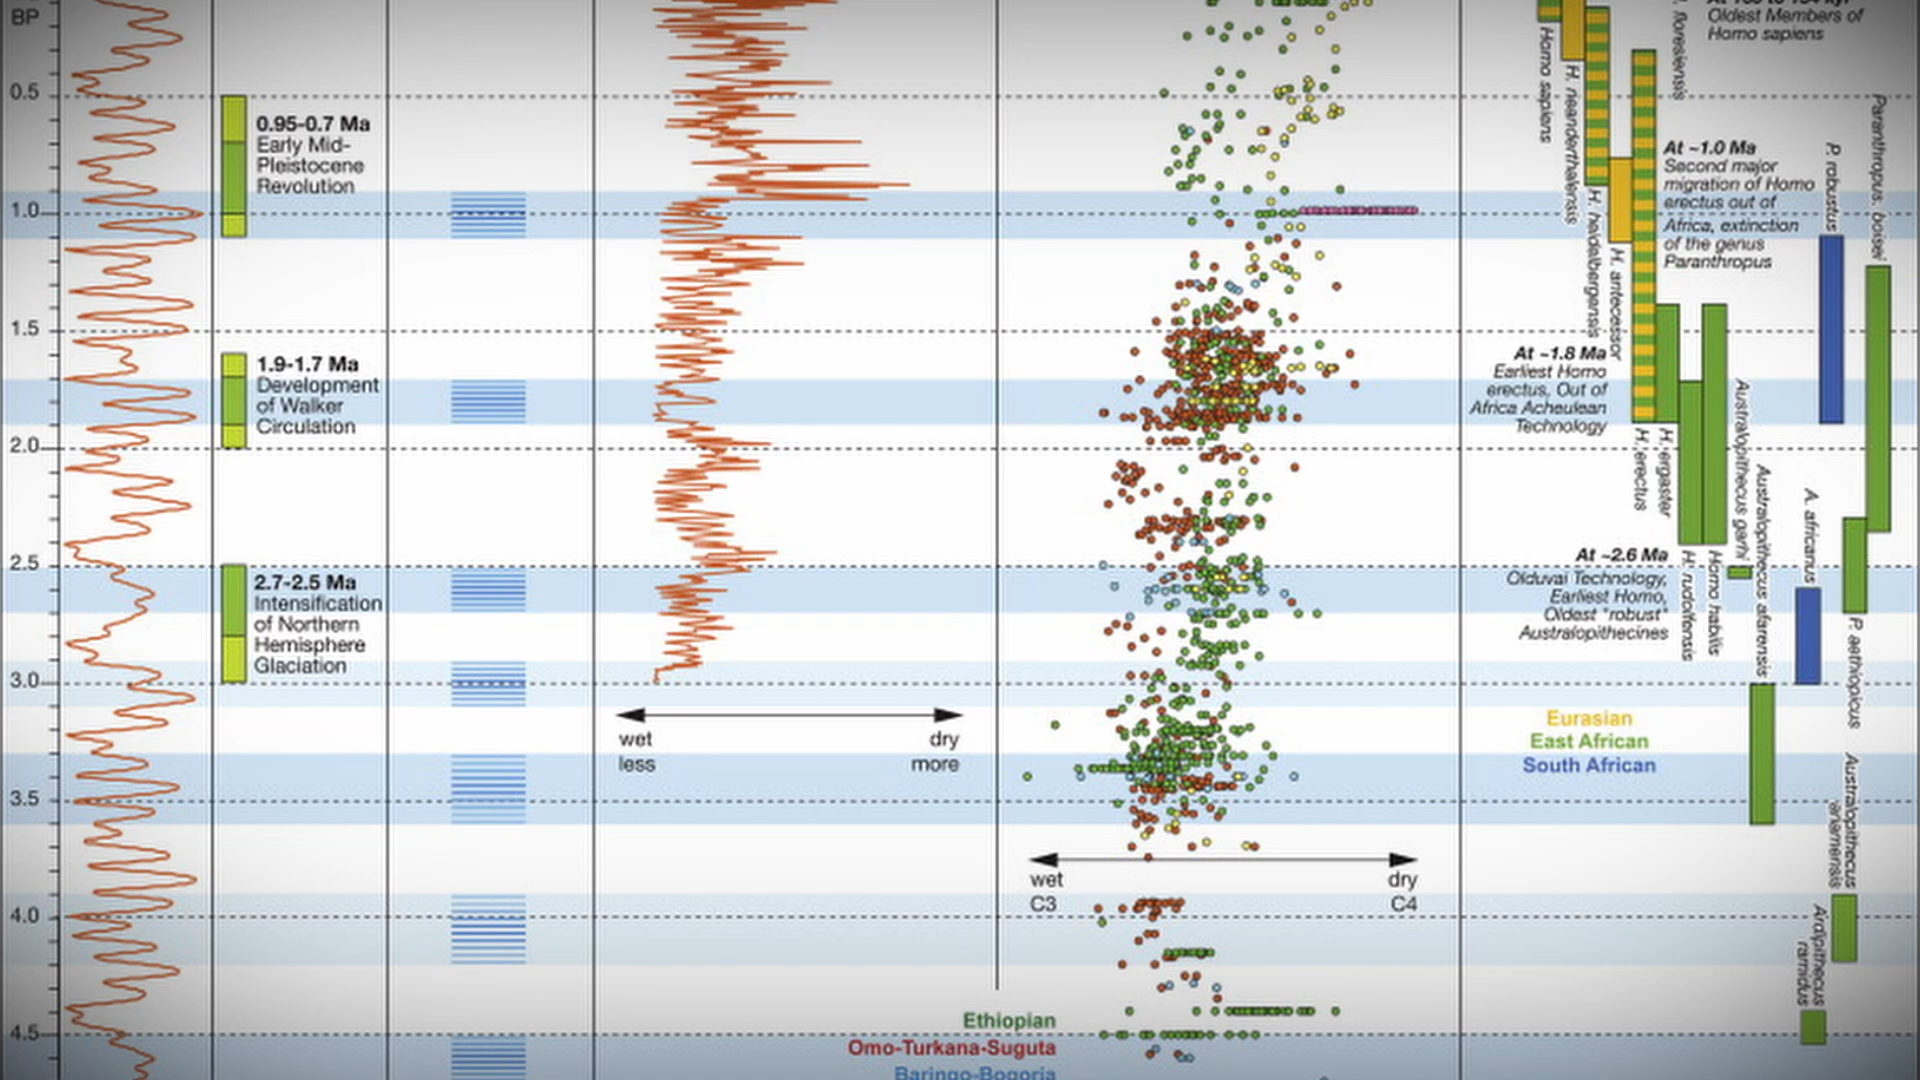 BP
0.5
1.0
1.5
2.0
2.5
3.0
3.5
4.0
4.5
0.95-0.7 Ma
Early Mid-
Pleistocene
Revolution
1.9-1.7 Ma
Development
of Walker
Circulation
2.7-2.5 Ma
Intensification
of Northern
Hemisphere
Glaciation
wet
dry
less
more
wet
dry
C3
C4
Ethiopian
Omo-Turkana-Suguta
Baringo-Bogoria
Oldest Members of
Homo sapiens
At ~1.0 Ma
Second major
migration of Homo
erectus out of
Africa, extinction
of the genus
Paranthropus
At ~1.8 Ma
Earliest Homo
erectus, Out of
Africa Acheulean
Technology
At ~2.6 Ma
Olduvai Technology,
Earliest Homo,
Oldest "robust"
Australopithecines
Eurasian
East African
South African
Homo sapiens
H. neanderthalensis
H. heidelbergensis
H. antecessor
H. erectus
H. ergaster
H. rudolfensis
Homo habilis
floresiensis
Australopithecus garhi
Australopithecus afarensis
A. africanus
P. robustus
Paranthropus. boisei
P. aethiopicus
Australopithecus
anamensis
Ardipithecus
ramidus